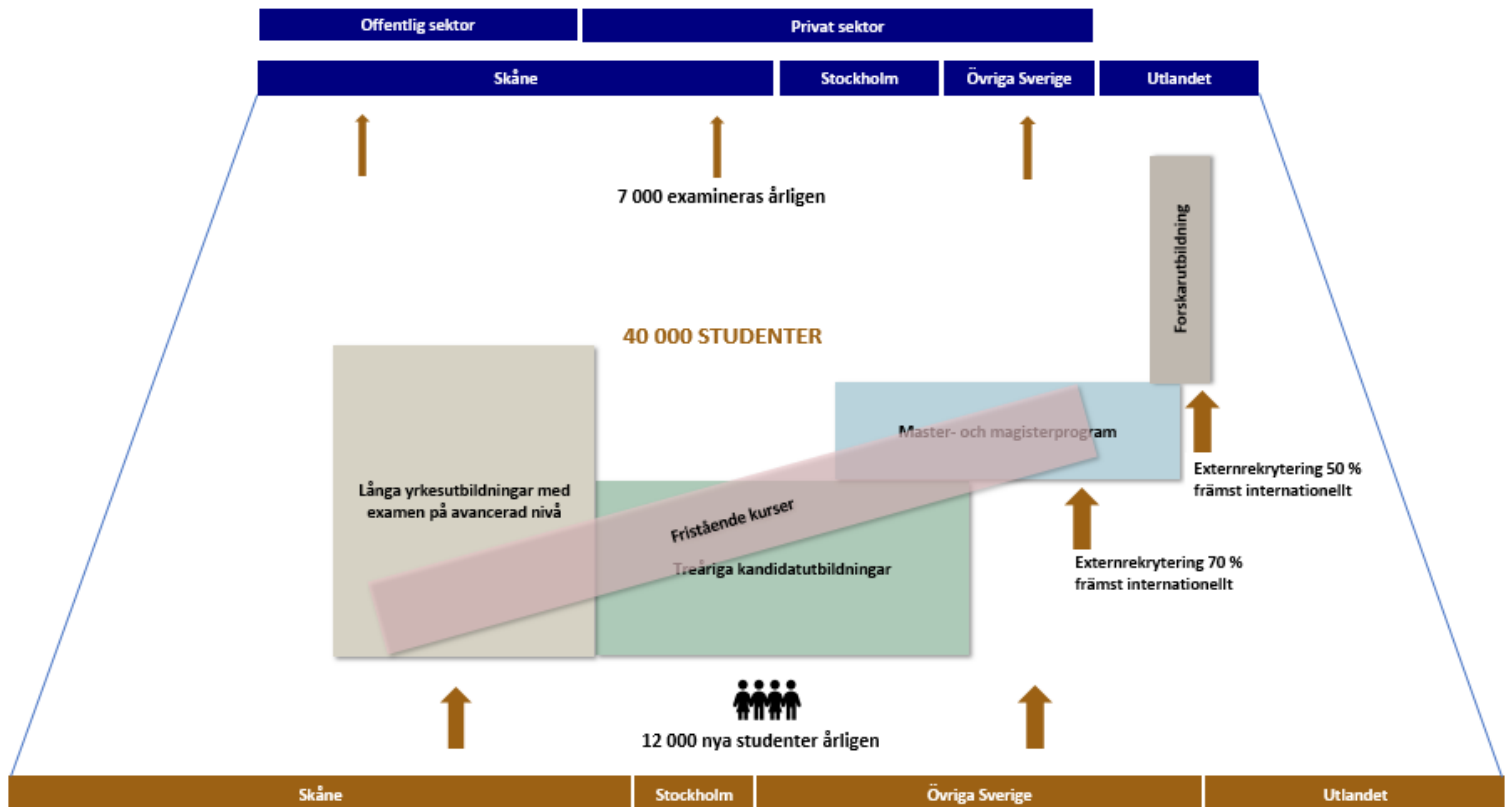 Offentlig sektor
Privat sektor
Skåne
Stockholm
Övriga Sverige
Utlandet
7 000 examineras årligen
Forskarutbildning
40 000 STUDENTER
Master- och magisterprogram
Externrekrytering 50 %
främst internationellt
Långa yrkesutbildningar med
examen på avancerad nivå
Fristående kurser
Treåriga kandidatutbildningar
Externrekrytering 70 %
främst internationellt
12 000 nya studenter årligen
Skåne
Stockholm
Övriga Sverige
Utlandet